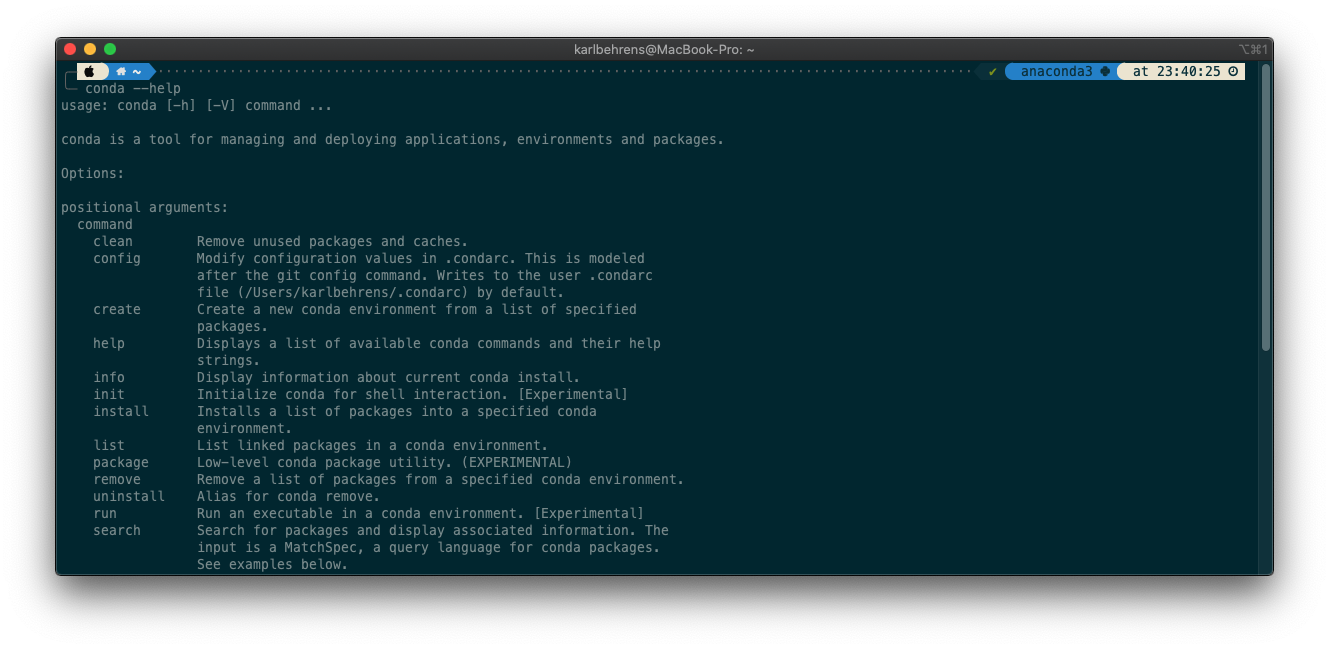 karlbehrens@MacBook-Pro: ~ ⌥⌘1
~ ✔ anaconda3 at 23:40:25
conda --help
usage: conda [-h] [-V] command ...
conda is a tool for managing and deploying applications, environments and packages.
Options:
positional arguments:
command
clean Remove unused packages and caches.
config Modify configuration values in .condarc. This is modeled
after the git config command. Writes to the user .condarc
file (/Users/karlbehrens/.condarc) by default.
create Create a new conda environment from a list of specified
packages.
help Displays a list of available conda commands and their help
strings.
info Display information about current conda install.
init Initialize conda for shell interaction. [Experimental]
install Installs a list of packages into a specified conda
environment.
list List linked packages in a conda environment.
package Low-level conda package utility. (EXPERIMENTAL)
remove Remove a list of packages from a specified conda environment.
uninstall Alias for conda remove.
run Run an executable in a conda environment. [Experimental]
search Search for packages and display associated information. The
input is a MatchSpec, a query language for conda packages.
See examples below.